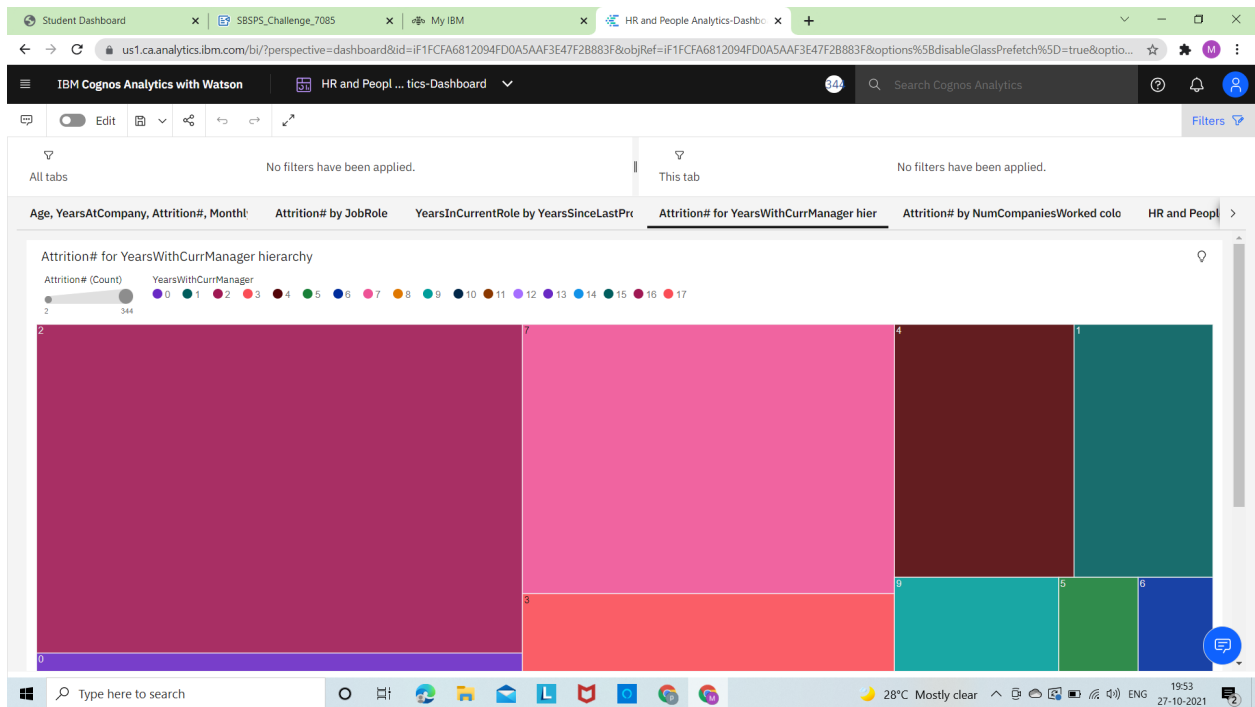 Student Dashboard
SBSPS_Challenge_7085
My IBM
HR and People Analytics-Dashbo
us1.ca.analytics.ibm.com/bi/?perspective=dashboard&id=iF1FCFA6812094FD0A5AAF3E47F2B883F&objRef=iF1FCFA6812094FD0A5AAF3E47F2B883F&options%5BdisableGlassPrefetch%5D=true&optio...
M
IBM Cognos Analytics with Watson
HR and Peopl ... tics-Dashboard
344
Search Cognos Analytics
Edit
Filters
All tabs
No filters have been applied.
This tab
No filters have been applied.
Age, YearsAtCompany, Attrition#, Monthl
Attrition# by JobRole
YearsInCurrentRole by YearsSinceLastPro
Attrition# for YearsWithCurrManager hier
Attrition# by NumCompaniesWorked colo
HR and Peopl
Attrition# for YearsWithCurrManager hierarchy
Attrition# (Count)
2 344
YearsWithCurrManager
0 1 2 3 4 5 6 7 8 9 10 11 12 13 14 15 16 17
2
7
4
1
9
5
6
3
0
Type here to search
L
28°C Mostly clear
ENG
19:53
27-10-2021
2